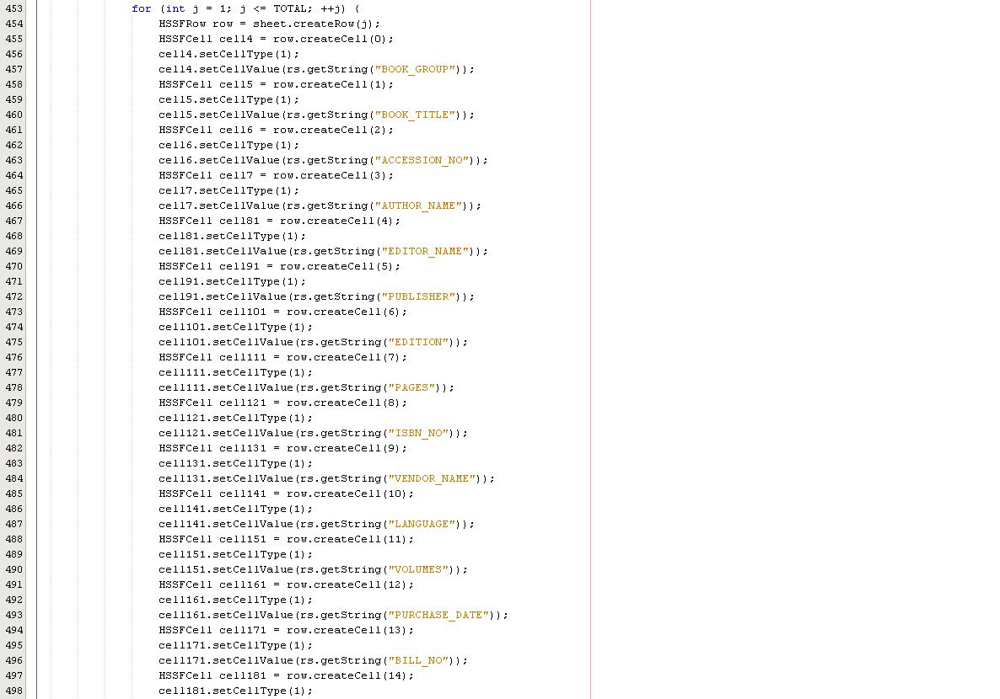 453 for (int j = 1; j <= TOTAL; ++j) {
454 HSSFRow row = sheet.createRow(j);
455 HSSFCell cell4 = row.createCell(0);
456 cell4.setCellType(1);
457 cell4.setCellValue(rs.getString("BOOK_GROUP"));
458 HSSFCell cell5 = row.createCell(1);
459 cell5.setCellType(1);
460 cell5.setCellValue(rs.getString("BOOK_TITLE"));
461 HSSFCell cell6 = row.createCell(2);
462 cell6.setCellType(1);
463 cell6.setCellValue(rs.getString("ACCESSION_NO"));
464 HSSFCell cell7 = row.createCell(3);
465 cell7.setCellType(1);
466 cell7.setCellValue(rs.getString("AUTHOR_NAME"));
467 HSSFCell cell81 = row.createCell(4);
468 cell81.setCellType(1);
469 cell81.setCellValue(rs.getString("EDITOR_NAME"));
470 HSSFCell cell91 = row.createCell(5);
471 cell91.setCellType(1);
472 cell91.setCellValue(rs.getString("PUBLISHER"));
473 HSSFCell cell101 = row.createCell(6);
474 cell101.setCellType(1);
475 cell101.setCellValue(rs.getString("EDITION"));
476 HSSFCell cell111 = row.createCell(7);
477 cell111.setCellType(1);
478 cell111.setCellValue(rs.getString("PAGES"));
479 HSSFCell cell121 = row.createCell(8);
480 cell121.setCellType(1);
481 cell121.setCellValue(rs.getString("ISBN_NO"));
482 HSSFCell cell131 = row.createCell(9);
483 cell131.setCellType(1);
484 cell131.setCellValue(rs.getString("VENDOR_NAME"));
485 HSSFCell cell141 = row.createCell(10);
486 cell141.setCellType(1);
487 cell141.setCellValue(rs.getString("LANGUAGE"));
488 HSSFCell cell151 = row.createCell(11);
489 cell151.setCellType(1);
490 cell151.setCellValue(rs.getString("VOLUMES"));
491 HSSFCell cell161 = row.createCell(12);
492 cell161.setCellType(1);
493 cell161.setCellValue(rs.getString("PURCHASE_DATE"));
494 HSSFCell cell171 = row.createCell(13);
495 cell171.setCellType(1);
496 cell171.setCellValue(rs.getString("BILL_NO"));
497 HSSFCell cell181 = row.createCell(14);
498 cell181.setCellType(1);